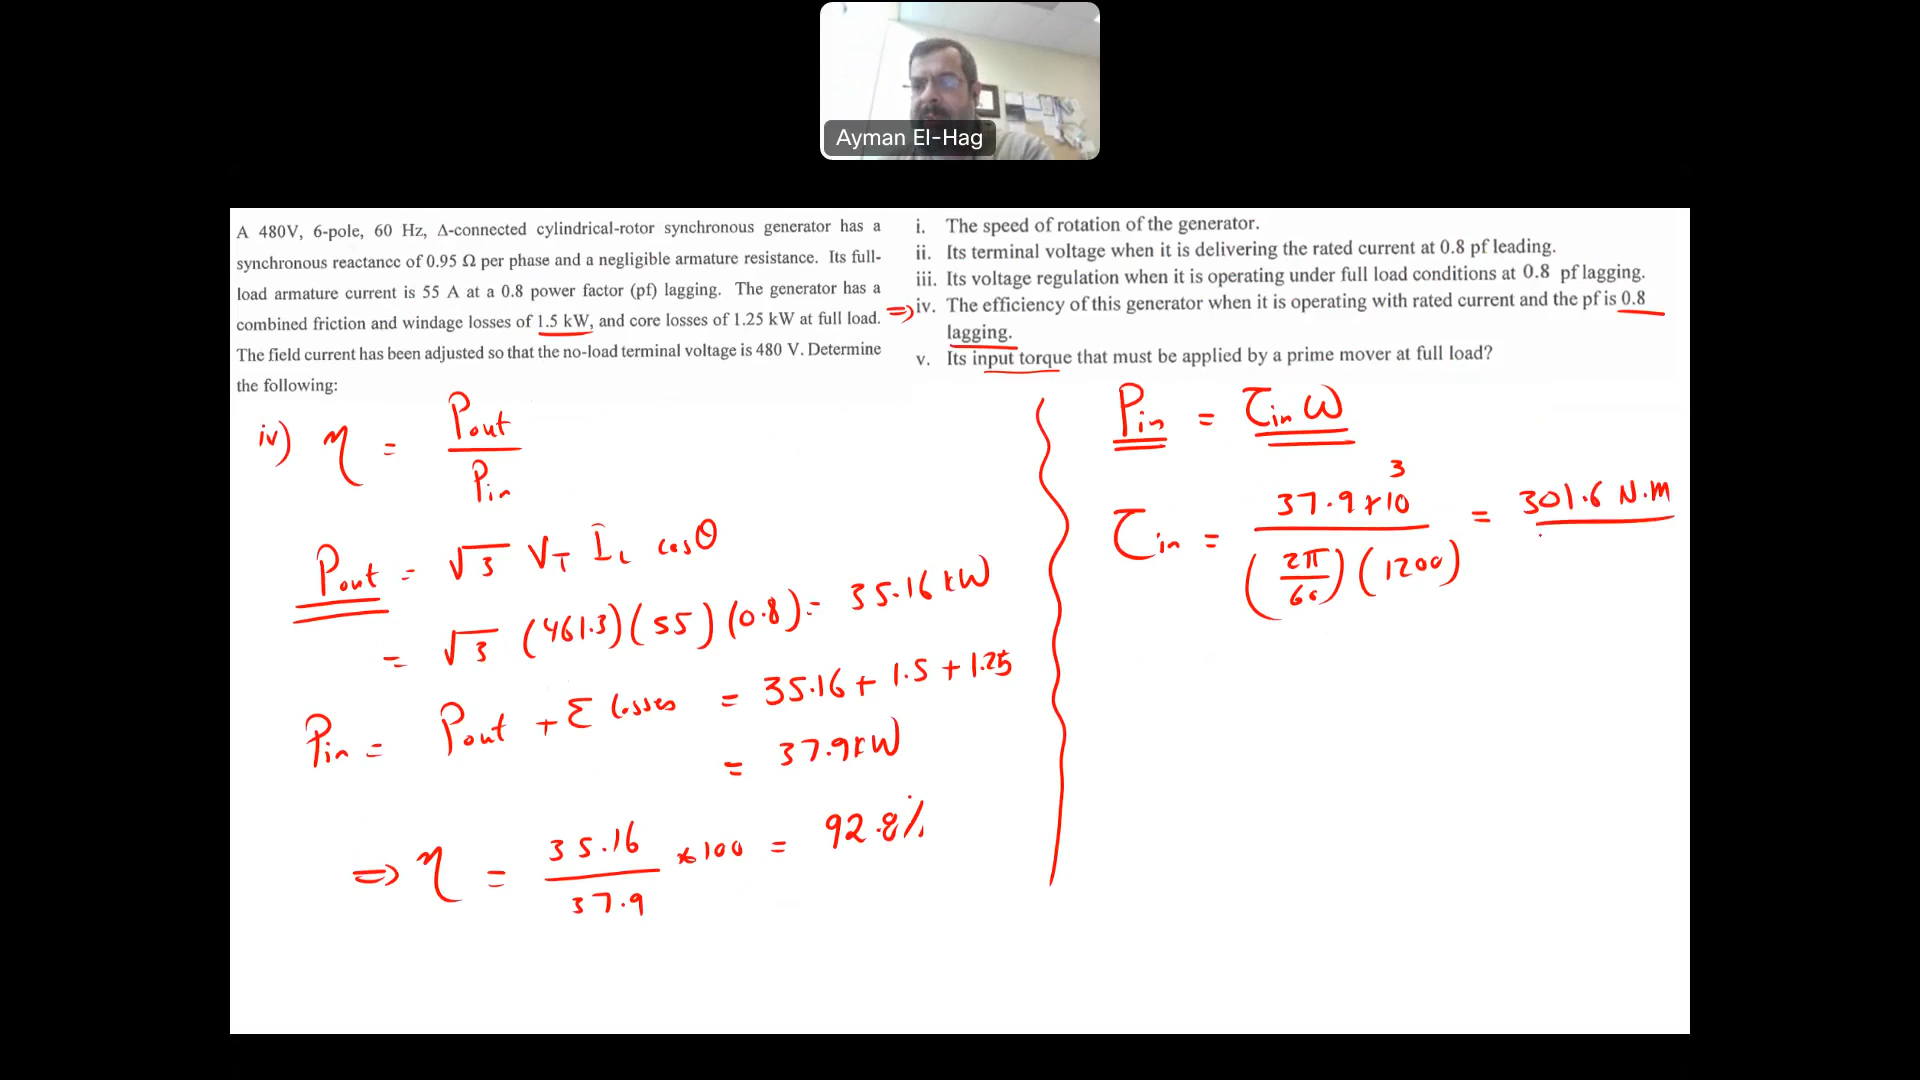 Ayman El-Hag
A 480V, 6-pole, 60 Hz, Δ-connected cylindrical-rotor synchronous generator has a
synchronous reactance of 0.95 Ω per phase and a negligible armature resistance. Its full-
load armature current is 55 A at a 0.8 power factor (pf) lagging. The generator has a
combined friction and windage losses of 1.5 kW, and core losses of 1.25 kW at full load.
The field current has been adjusted so that the no-load terminal voltage is 480 V. Determine
the following:
i. The speed of rotation of the generator.
ii. Its terminal voltage when it is delivering the rated current at 0.8 pf leading.
iii. Its voltage regulation when it is operating under full load conditions at 0.8 pf lagging.
⇒ iv. The efficiency of this generator when it is operating with rated current and the pf is 0.8
lagging.
v. Its input torque that must be applied by a prime mover at full load?
iv) η = Pout / Pin
Pout = √3 VT IL cosθ
= √3 (461.3)(55)(0.8) = 35.16 kW
Pin = Pout + Σ losses = 35.16 + 1.5 + 1.25
= 37.9 kW
⇒ η = 35.16 / 37.9 * 100 = 92.8%
Pin = τin ω
τin = 37.9 × 10³ / (2π/60)(1200) = 301.6 N.m